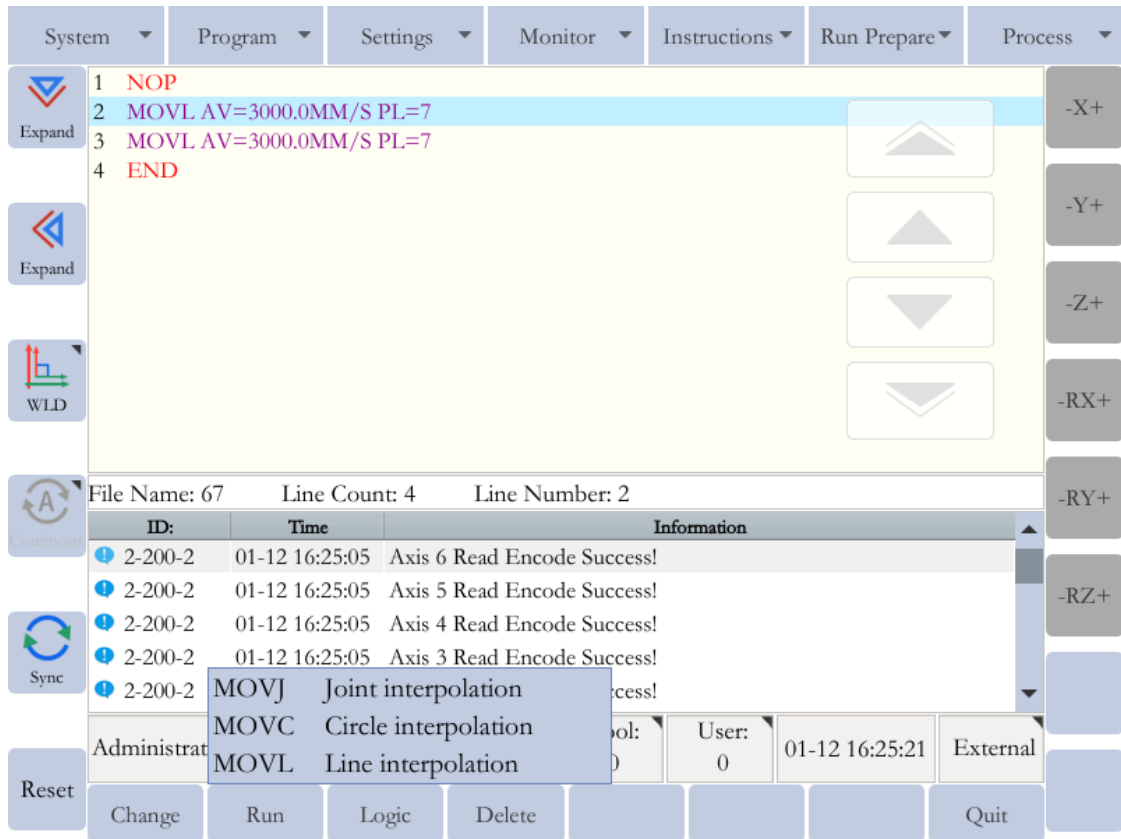 System Program Settings Monitor Instructions Run Prepare Process
Expand
Expand
WLD
Continous
Sync
Reset
1 NOP
2 MOVL AV=3000.0MM/S PL=7
3 MOVL AV=3000.0MM/S PL=7
4 END
-X+
-Y+
-Z+
-RX+
-RY+
-RZ+
File Name: 67 Line Count: 4 Line Number: 2
ID: Time Information
2-200-2 01-12 16:25:05 Axis 6 Read Encode Success!
2-200-2 01-12 16:25:05 Axis 5 Read Encode Success!
2-200-2 01-12 16:25:05 Axis 4 Read Encode Success!
2-200-2 01-12 16:25:05 Axis 3 Read Encode Success!
2-200-2
MOVJ Joint interpolation
MOVC Circle interpolation
MOVL Line interpolation
User:
0
01-12 16:25:21
External
Change Run Logic Delete Quit